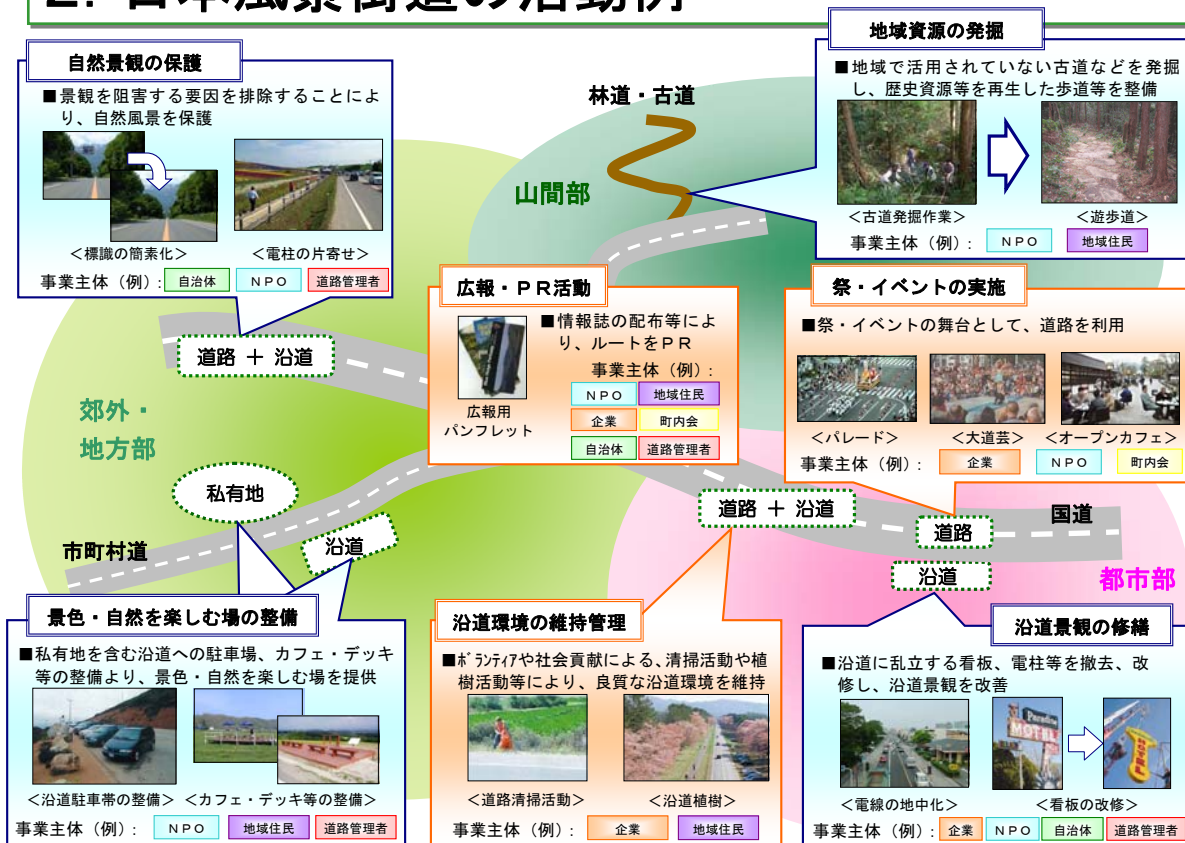 2. 日本風景街道の活動例
自然景観の保護
■景観を阻害する要因を排除することによ
り、自然風景を保護
＜標識の簡素化＞
＜電柱の片寄せ＞
事業主体（例）：
自治体
ＮＰＯ
道路管理者
地域資源の発掘
■地域で活用されていない古道などを発掘
し、歴史資源等を再生した歩道等を整備
＜古道発掘作業＞
＜遊歩道＞
事業主体（例）：
ＮＰＯ
地域住民
林道・古道
山間部
広報・ＰＲ活動
■情報誌の配布等によ
り、ルートをＰＲ
広報用
パンフレット
事業主体（例）：
ＮＰＯ
地域住民
企業
町内会
自治体
道路管理者
祭・イベントの実施
■祭・イベントの舞台として、道路を利用
＜パレード＞
＜大道芸＞
＜オープンカフェ＞
事業主体（例）：
企業
ＮＰＯ
町内会
道路 ＋ 沿道
郊外・
地方部
私有地
市町村道
沿道
道路 ＋ 沿道
道路
国道
沿道
都市部
景色・自然を楽しむ場の整備
■私有地を含む沿道への駐車場、カフェ・デッキ
等の整備より、景色・自然を楽しむ場を提供
＜沿道駐車帯の整備＞
＜カフェ・デッキ等の整備＞
事業主体（例）：
ＮＰＯ
地域住民
道路管理者
沿道環境の維持管理
■ボランティアや社会貢献による、清掃活動や植
樹活動等により、良質な沿道環境を維持
＜道路清掃活動＞
＜沿道植樹＞
事業主体（例）：
企業
地域住民
沿道景観の修繕
■沿道に乱立する看板、電柱等を撤去、改
修し、沿道景観を改善
Paradise
MOTEL
HOTEL
＜電線の地中化＞
＜看板の改修＞
事業主体（例）：
企業
ＮＰＯ
自治体
道路管理者